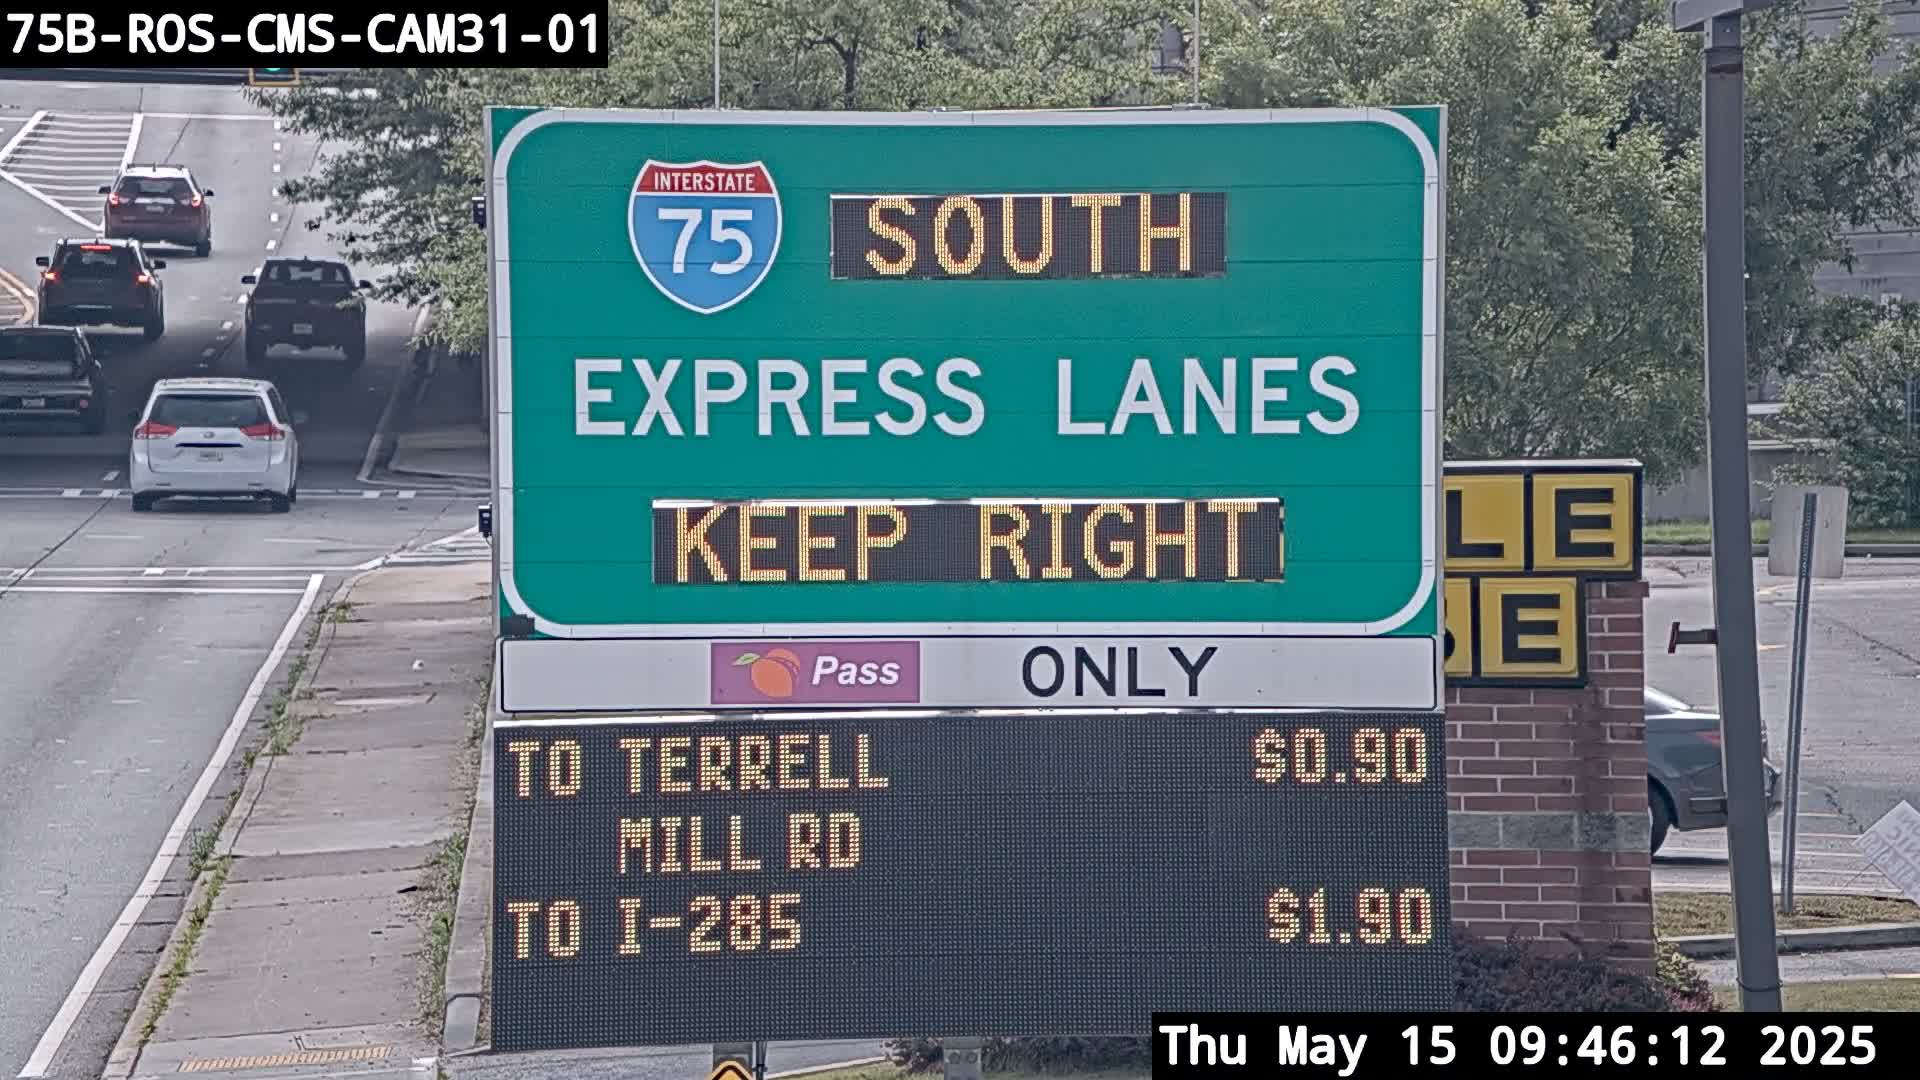 75B-ROS-CMS-CAM31-01
INTERSTATE
75
SOUTH
EXPRESS LANES
KEEP RIGHT
Pass ONLY
TO TERRELL $0.90
MILL RD
TO I-285 $1.90
LE
E
Thu May 15 09:46:12 2025